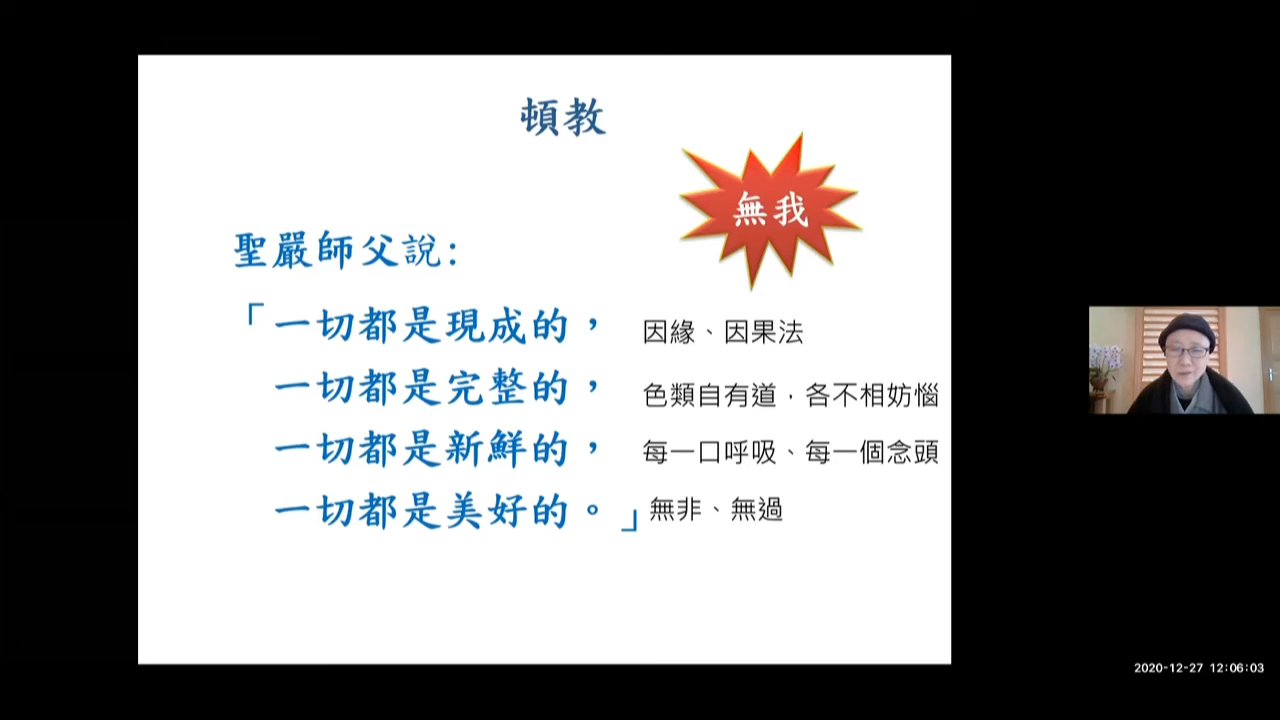 頓教
無我
聖嚴師父說:
「一切都是現成的， 因緣、因果法
一切都是完整的， 色類自有道，各不相妨惱
一切都是新鮮的， 每一口呼吸、每一個念頭
一切都是美好的。」 無非、無過
2020-12-27 12:06:03